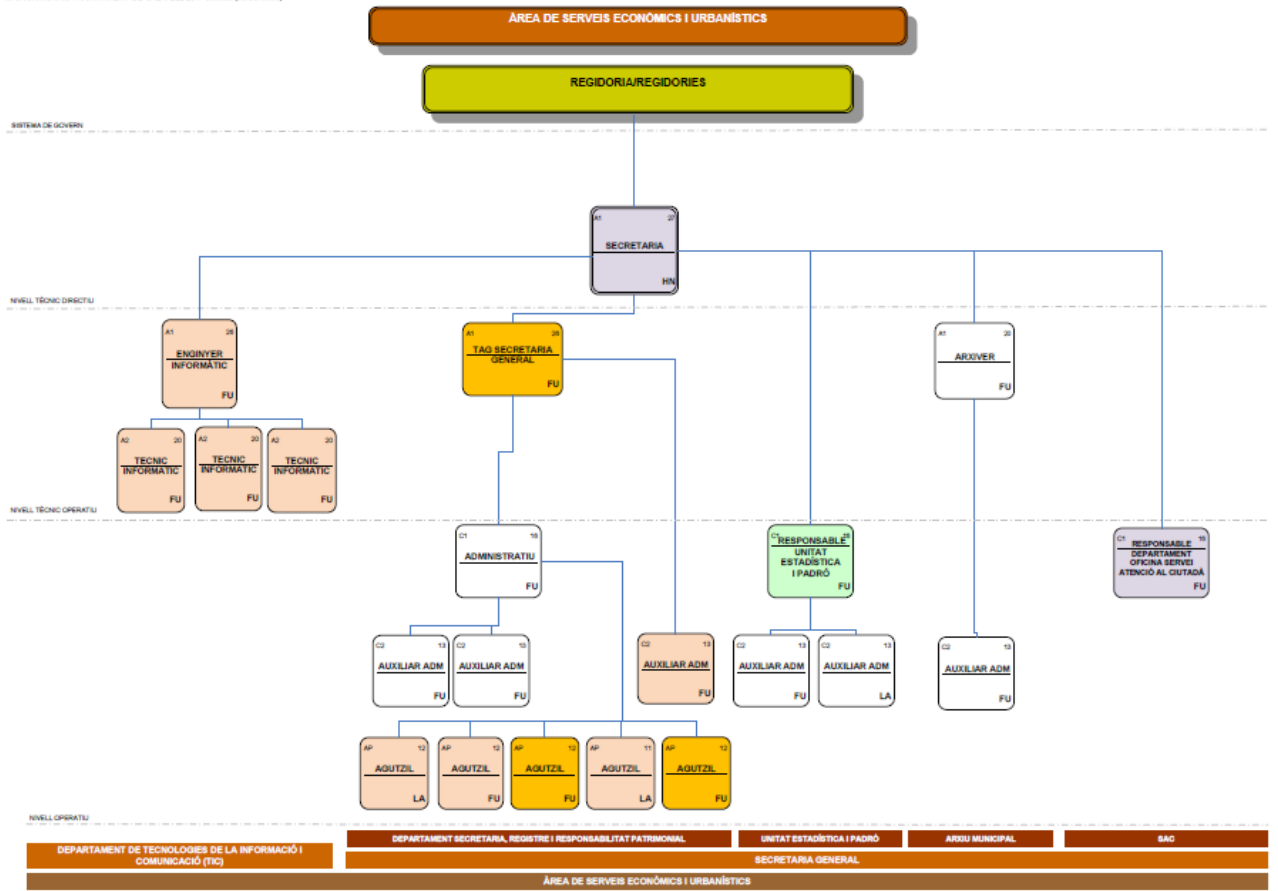 ÀREA DE SERVEIS ECONÒMICS I URBANÍSTICS
REGIDORIA/REGIDORIES
SISTEMA DE GOVERN
A1 27
SECRETARIA
HN
NIVELL TÈCNIC DIRECTIU
A1 26
ENGINYER
INFORMÀTIC
FU
A1 26
TAG SECRETARIA
GENERAL
FU
A1 20
ARXIVER
FU
A2 20
TECNIC
INFORMATIC
FU
A2 20
TECNIC
INFORMATIC
FU
A2 20
TECNIC
INFORMATIC
FU
NIVELL TÈCNIC OPERATIU
C1 16
ADMINISTRATIU
FU
C1
RESPONSABLE
UNITAT
ESTADÍSTICA
I PADRÓ
FU
C1 16
RESPONSABLE
DEPARTAMENT
OFICINA SERVEI
ATENCIÓ AL CIUTADÀ
FU
C2 13
AUXILIAR ADM
FU
C2 13
AUXILIAR ADM
FU
C2 13
AUXILIAR ADM
FU
C2 13
AUXILIAR ADM
FU
C2 13
AUXILIAR ADM
LA
C2 13
AUXILIAR ADM
FU
AP 12
AGUTZIL
LA
AP 12
AGUTZIL
FU
AP 12
AGUTZIL
FU
AP 11
AGUTZIL
LA
AP 12
AGUTZIL
FU
NIVELL OPERATIU
DEPARTAMENT SECRETARIA, REGISTRE I RESPONSABILITAT PATRIMONIAL
UNITAT ESTADÍSTICA I PADRÓ
ARXIU MUNICIPAL
SAC
DEPARTAMENT DE TECNOLOGIES DE LA INFORMACIÓ I
COMUNICACIÓ (TIC)
SECRETARIA GENERAL
ÀREA DE SERVEIS ECONÒMICS I URBANÍSTICS